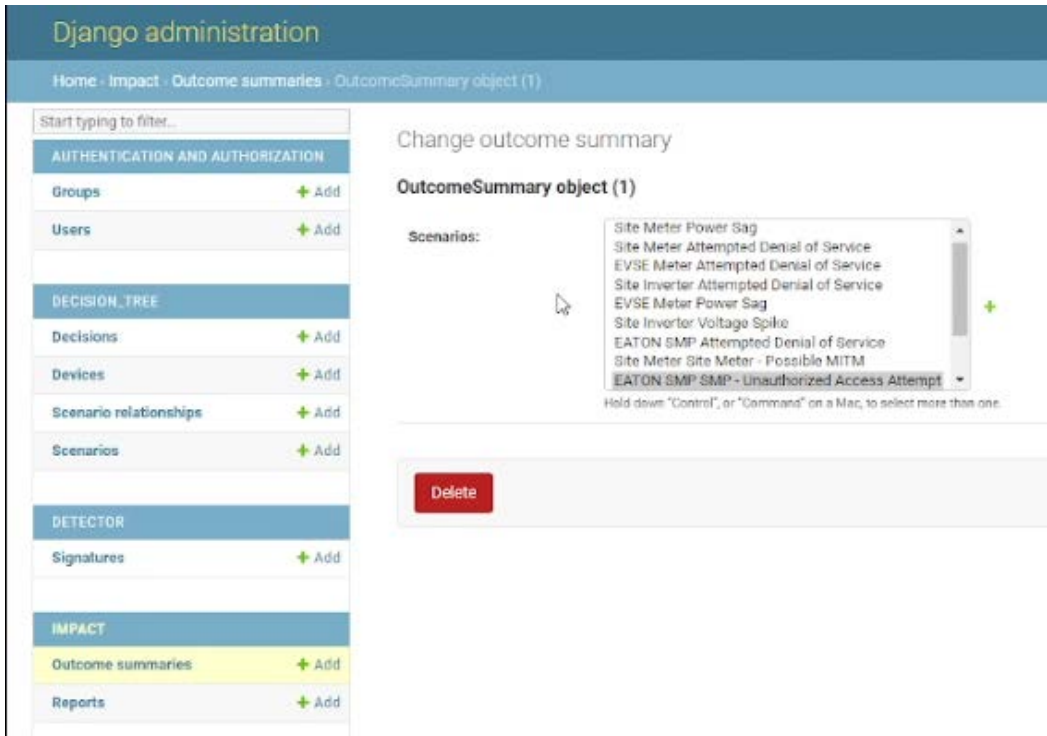 Django administration
Home › Impact › Outcome summaries › OutcomeSummary object (1)
Start typing to filter...
AUTHENTICATION AND AUTHORIZATION
Groups + Add
Users + Add
DECISION_TREE
Decisions + Add
Devices + Add
Scenario relationships + Add
Scenarios + Add
DETECTOR
Signatures + Add
IMPACT
Outcome summaries + Add
Reports + Add
Change outcome summary
OutcomeSummary object (1)
Scenarios:
Site Meter Power Sag
Site Meter Attempted Denial of Service
EVSE Meter Attempted Denial of Service
Site Inverter Attempted Denial of Service
EVSE Meter Power Sag
Site Inverter Voltage Spike
EATON SMP Attempted Denial of Service
Site Meter Site Meter - Possible MITM
EATON SMP SMP - Unauthorized Access Attempt
Hold down "Control", or "Command" on a Mac, to select more than one.
Delete